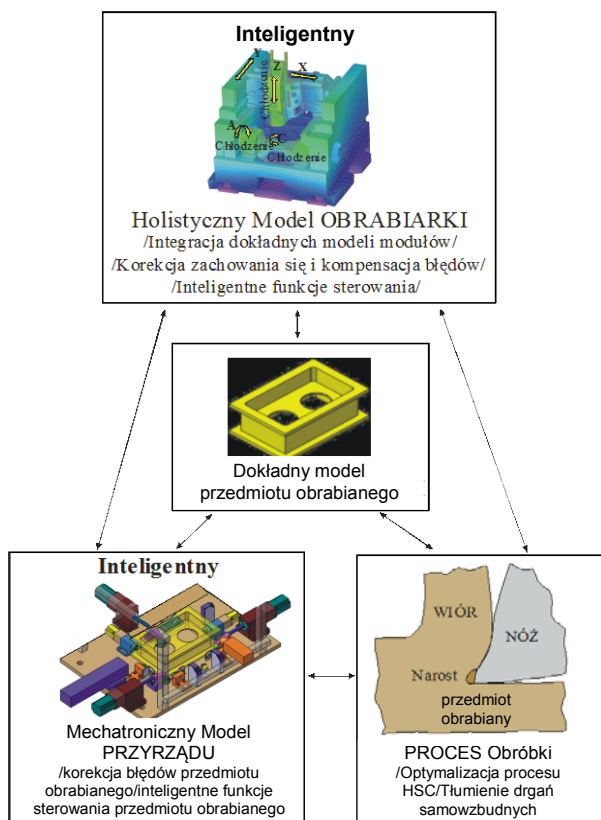 Inteligentny
Y
Z
X
Chłodzenie
A
C
Chłodzenie
Chłodzenie
Holistyczny Model OBRABIARKI
/Integracja dokładnych modeli modułów/
/Korekcja zachowania się i kompensacja błędów/
/Inteligentne funkcje sterowania/
Dokładny model
przedmiotu obrabianego
Inteligentny
Mechatroniczny Model
PRZYRZĄDU
/korekcja błędów przedmiotu
obrabianego/inteligentne funkcje
sterowania przedmiotu obrabianego
WIÓR
NÓŻ
Narost
przedmiot
obrabiany
PROCES Obróbki
/Optymalizacja procesu
HSC/Tłumienie drgań
samowzbudnych